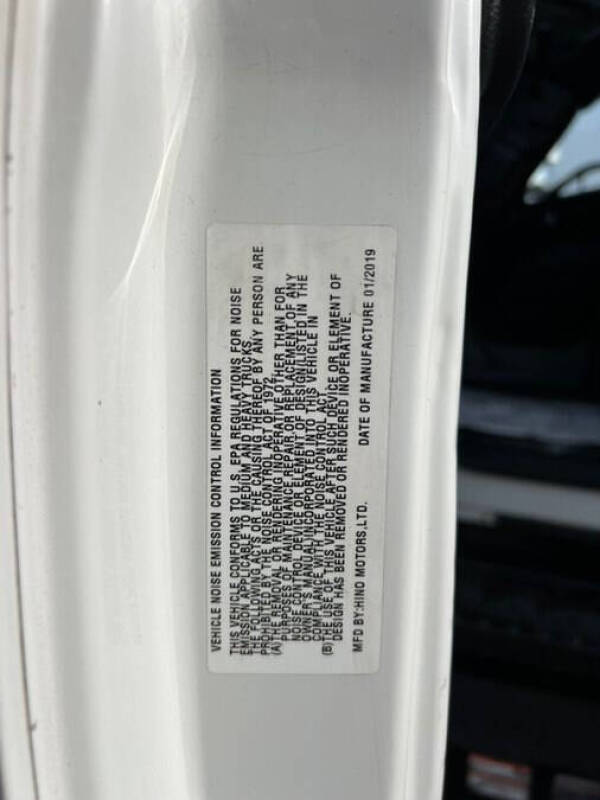 VEHICLE NOISE EMISSION CONTROL INFORMATION
THIS VEHICLE CONFORMS TO U.S. EPA REGULATIONS FOR NOISE
EMISSION APPLICABLE TO MEDIUM AND HEAVY TRUCKS.
THE FOLLOWING ACTS OR THE CAUSING THEREOF BY ANY PERSON ARE
PROHIBITED BY THE NOISE CONTROL ACT OF 1972.
(A) THE REMOVAL OR RENDERING INOPERATIVE OTHER THAN FOR
PURPOSES OF MAINTENANCE REPAIR,OR REPLACEMENT OF ANY
NOISE CONTROL DEVICE OR ELEMENT OF DESIGN(LISTED IN THE
OWNER'S MANUAL)INCORPORATED INTO THIS VEHICLE IN
COMPLIANCE WITH THE NOISE CONTROL ACT.
(B) THE USE OF THIS VEHICLE AFTER SUCH DEVICE OR ELEMENT OF
DESIGN HAS BEEN REMOVED OR RENDERED INOPERATIVE.
MFD BY:HINO MOTORS,LTD. DATE OF MANUFACTURE 01/2019